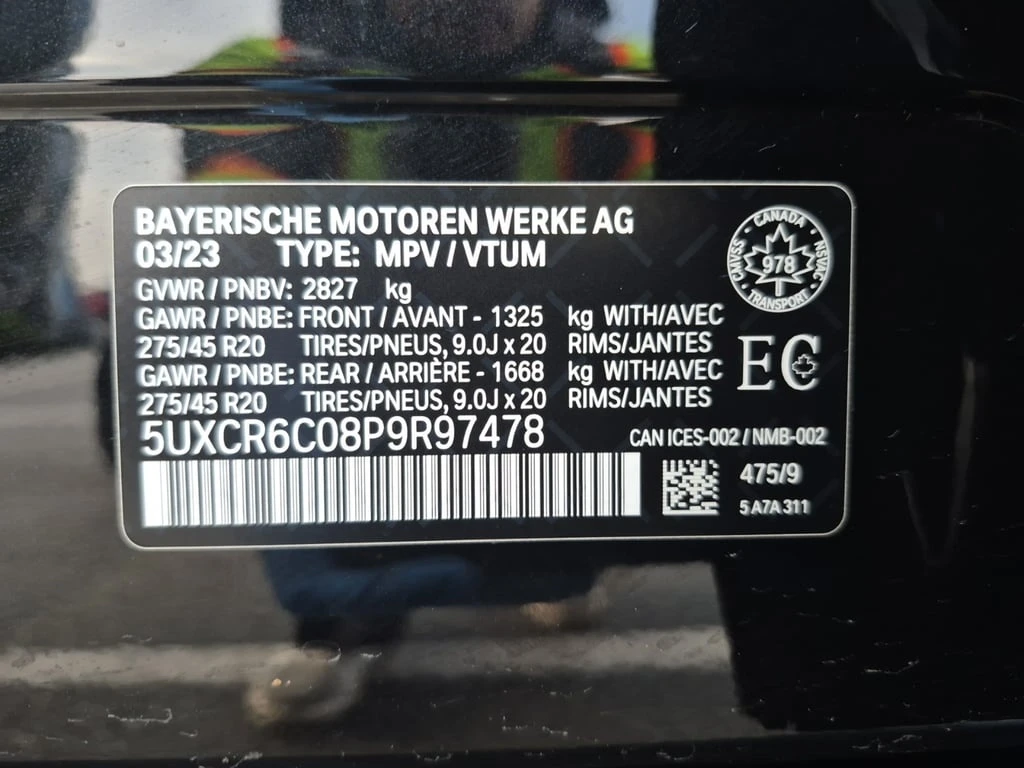 BAYERISCHE MOTOREN WERKE AG
03/23 TYPE: MPV / VTUM
GVWR / PNBV: 2827 kg
GAWR / PNBE: FRONT / AVANT - 1325 kg WITH/AVEC
275/45 R20 TIRES/PNEUS, 9.0J x 20 RIMS/JANTES
GAWR / PNBE: REAR / ARRIÈRE - 1668 kg WITH/AVEC
275/45 R20 TIRES/PNEUS, 9.0J x 20 RIMS/JANTES
5UXCR6C08P9R97478
CANADA
CMVSS - NSVAC
978
TRANSPORT
EC
CAN ICES-002 / NMB-002
475/9
5 A7A 311